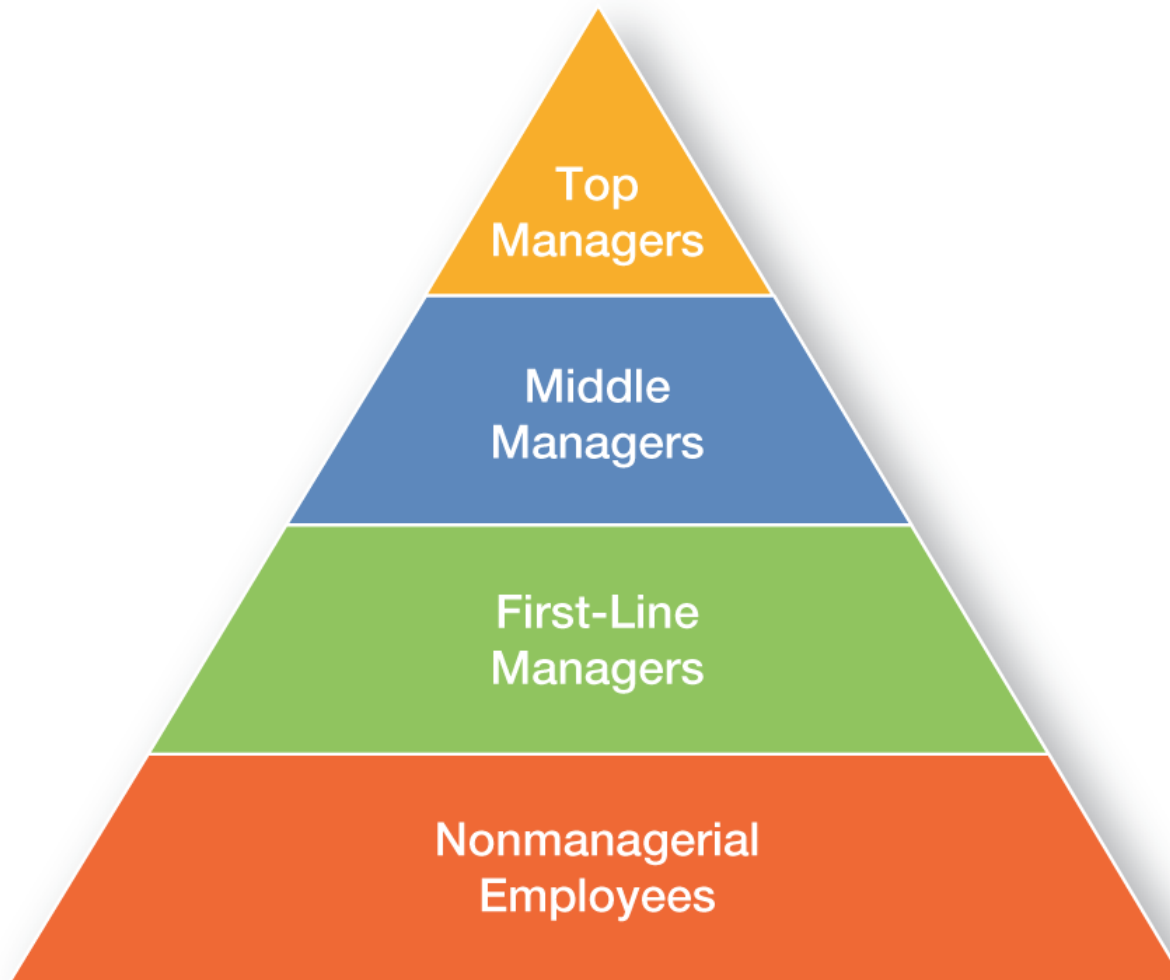 Top
Managers
Middle
Managers
First-Line
Managers
Nonmanagerial
Employees